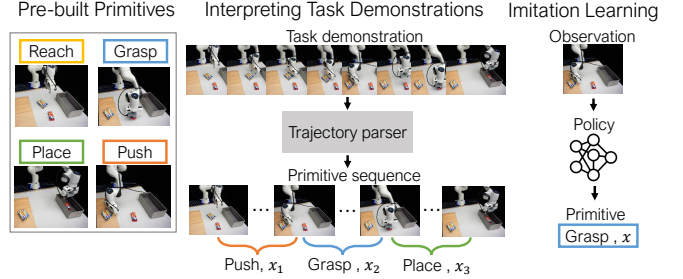 Pre-built Primitives
Reach
Grasp
Place
Push
Interpreting Task Demonstrations
Task demonstration
Trajectory parser
Primitive sequence
... ... ...
Push, x₁
Grasp , x₂
Place , x₃
Imitation Learning
Observation
Policy
Primitive
Grasp , x